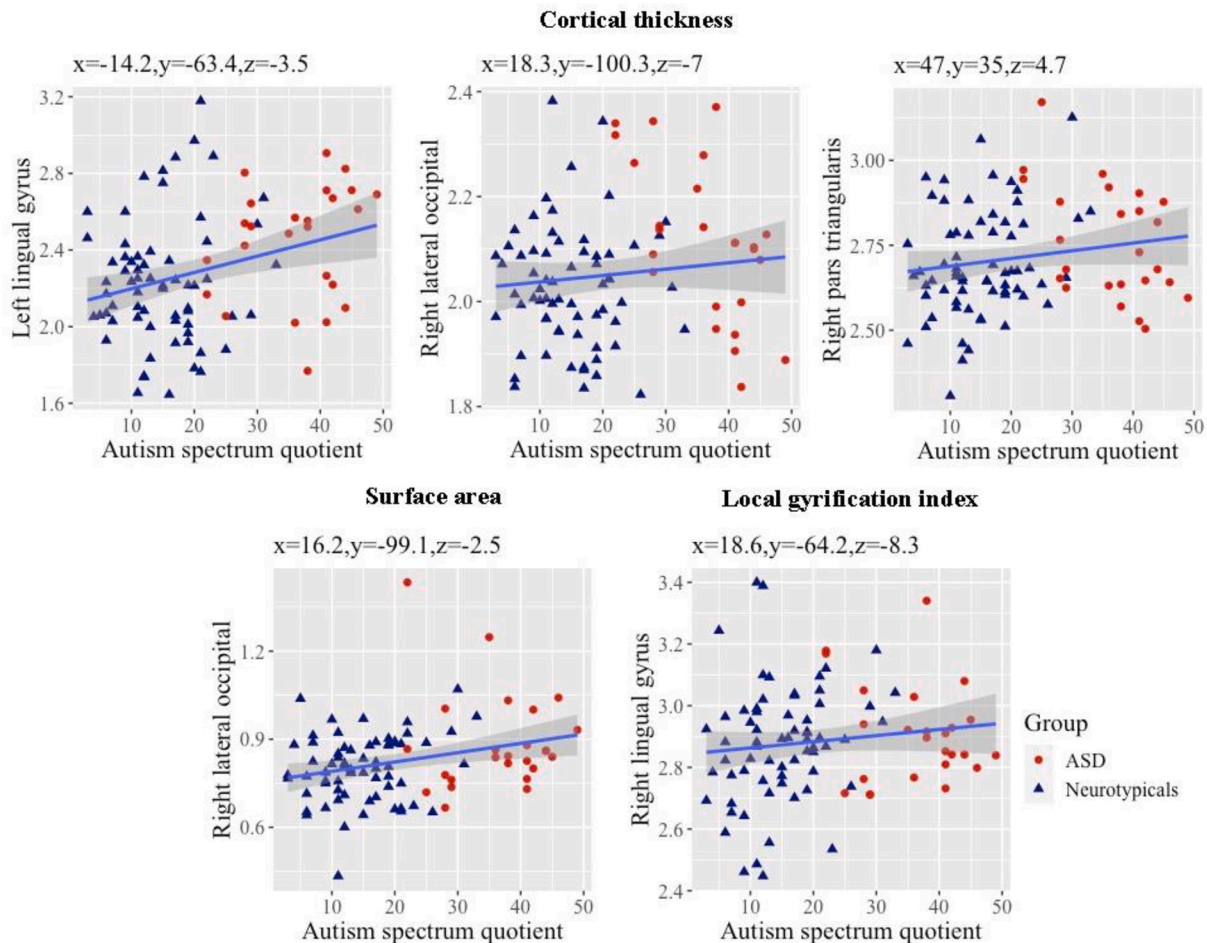 Cortical thickness
x=-14.2,y=-63.4,z=-3.5
x=18.3,y=-100.3,z=-7
x=47,y=35,z=4.7
Left lingual gyrus
3.2
2.8
2.4
2.0
1.6
10 20 30 40 50
Autism spectrum quotient
Right lateral occipital
2.4
2.2
2.0
1.8
10 20 30 40 50
Autism spectrum quotient
Right pars triangularis
3.00
2.75
2.50
10 20 30 40 50
Autism spectrum quotient
Surface area
x=16.2,y=-99.1,z=-2.5
Right lateral occipital
1.2
0.9
0.6
10 20 30 40 50
Autism spectrum quotient
Local gyrification index
x=18.6,y=-64.2,z=-8.3
Right lingual gyrus
3.4
3.2
3.0
2.8
2.6
2.4
10 20 30 40 50
Autism spectrum quotient
Group
ASD
Neurotypicals